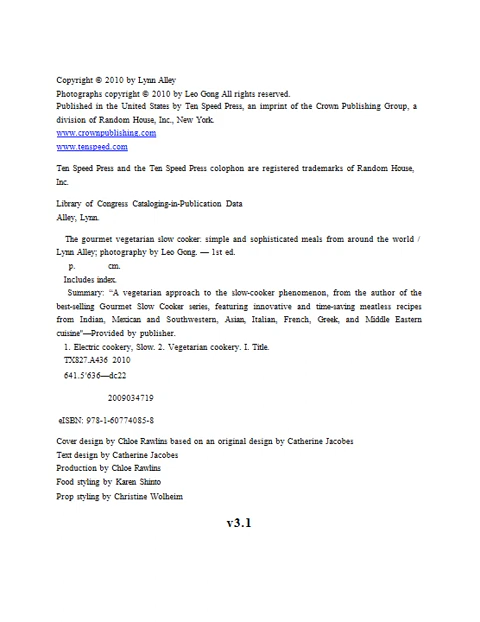 Copyright © 2010 by Lynn Alley
Photographs copyright © 2010 by Leo Gong All rights reserved.
Published in the United States by Ten Speed Press, an imprint of the Crown Publishing Group, a
division of Random House, Inc., New York.
www.crownpublishing.com
www.tenspeed.com
Ten Speed Press and the Ten Speed Press colophon are registered trademarks of Random House,
Inc.
Library of Congress Cataloging-in-Publication Data
Alley, Lynn.
The gourmet vegetarian slow cooker: simple and sophisticated meals from around the world /
Lynn Alley; photography by Leo Gong. — 1st ed.
p. cm.
Includes index.
Summary: “A vegetarian approach to the slow-cooker phenomenon, from the author of the
best-selling Gourmet Slow Cooker series, featuring innovative and time-saving meatless recipes
from Indian, Mexican and Southwestern, Asian, Italian, French, Greek, and Middle Eastern
cuisine”—Provided by publisher.
1. Electric cookery, Slow. 2. Vegetarian cookery. I. Title.
TX827.A436 2010
641.5′636—dc22
2009034719
eISBN: 978-1-60774085-8
Cover design by Chloe Rawlins based on an original design by Catherine Jacobes
Text design by Catherine Jacobes
Production by Chloe Rawlins
Food styling by Karen Shinto
Prop styling by Christine Wolheim
v3.1